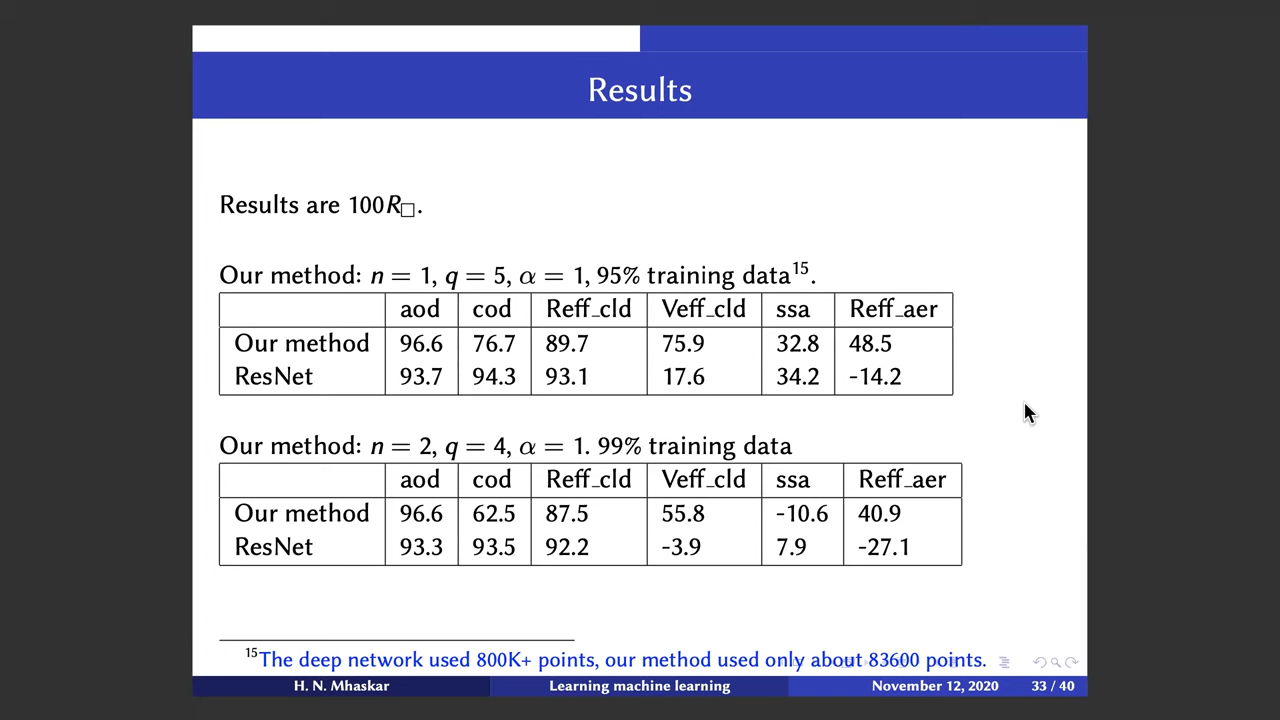 Results
Results are 100R□.
Our method: n = 1, q = 5, α = 1, 95% training data15.
aod cod Reff_cld Veff_cld ssa Reff_aer
Our method 96.6 76.7 89.7 75.9 32.8 48.5
ResNet 93.7 94.3 93.1 17.6 34.2 -14.2
Our method: n = 2, q = 4, α = 1. 99% training data
aod cod Reff_cld Veff_cld ssa Reff_aer
Our method 96.6 62.5 87.5 55.8 -10.6 40.9
ResNet 93.3 93.5 92.2 -3.9 7.9 -27.1
15The deep network used 800K+ points, our method used only about 83600 points.
H. N. Mhaskar Learning machine learning November 12, 2020 33 / 40